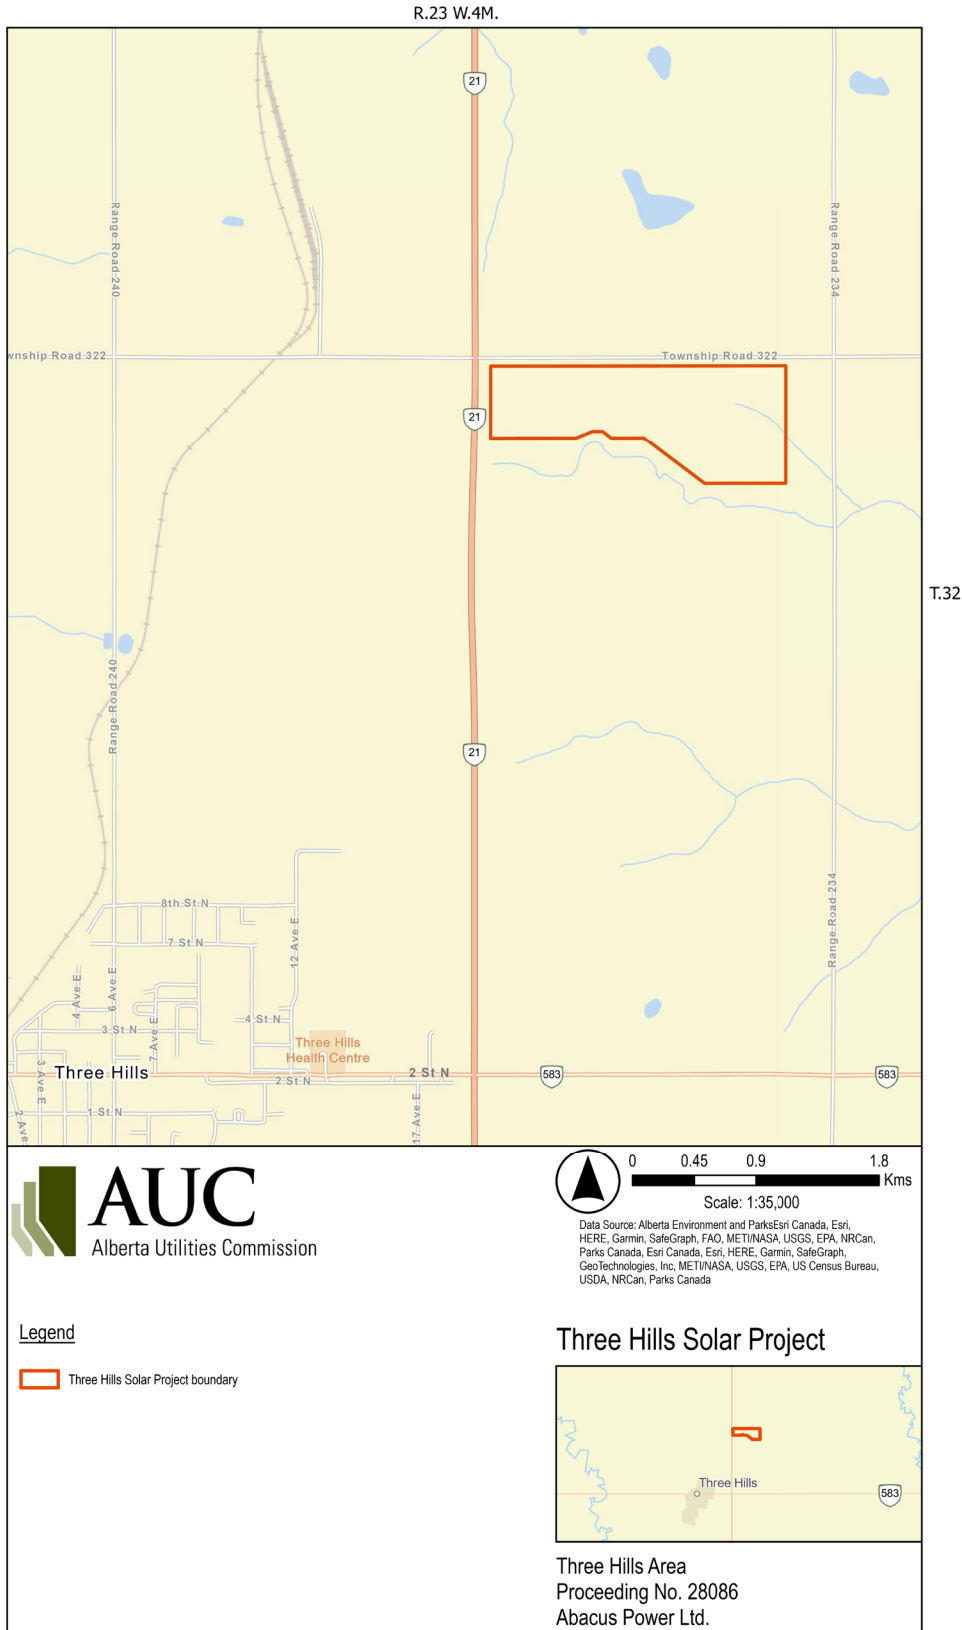 R.23 W.4M.
21
Range Road 240
Range Road 234
wnship Road 322
Township Road 322
21
T.32
Range Road 240
21
Range Road 234
8th St N
7 St N
12 Ave E
4 Ave E
6 Ave E
7 Ave E
4 St N
3 St N
Three Hills
Health Centre
3 Ave E
Three Hills
2 St N
2 St N
583
583
2 Ave
1 St N
17 Ave E
AUC
Alberta Utilities Commission
0 0.45 0.9 1.8
Kms
Scale: 1:35,000
Data Source: Alberta Environment and ParksEsri Canada, Esri,
HERE, Garmin, SafeGraph, FAO, METI/NASA, USGS, EPA, NRCan,
Parks Canada, Esri Canada, Esri, HERE, Garmin, SafeGraph,
GeoTechnologies, Inc, METI/NASA, USGS, EPA, US Census Bureau,
USDA, NRCan, Parks Canada
Legend
Three Hills Solar Project boundary
Three Hills Solar Project
Three Hills
583
Three Hills Area
Proceeding No. 28086
Abacus Power Ltd.